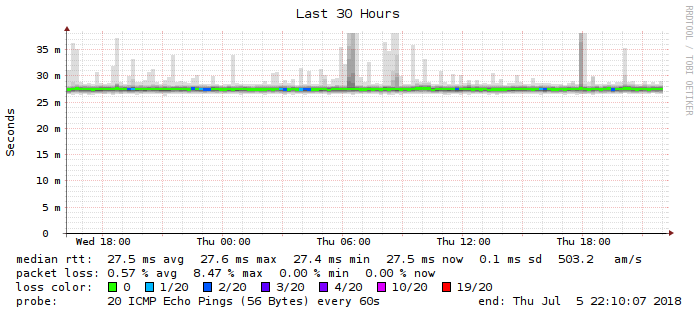 Last 30 Hours
RRDTOOL / TOBI OETIKER
Seconds
35 m
30 m
25 m
20 m
15 m
10 m
5 m
0
Wed 18:00 Thu 00:00 Thu 06:00 Thu 12:00 Thu 18:00
median rtt: 27.5 ms avg 27.6 ms max 27.4 ms min 27.5 ms now 0.1 ms sd 503.2 am/s
packet loss: 0.57 % avg 8.47 % max 0.00 % min 0.00 % now
loss color: 0 1/20 2/20 3/20 4/20 10/20 19/20
probe: 20 ICMP Echo Pings (56 Bytes) every 60s end: Thu Jul 5 22:10:07 2018